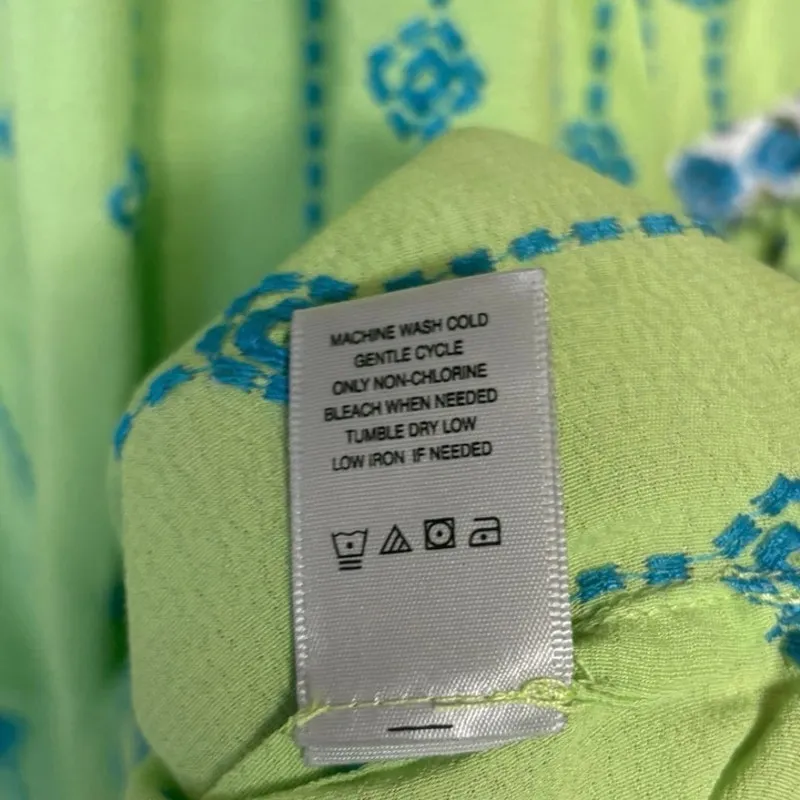 MACHINE WASH COLD
GENTLE CYCLE
ONLY NON-CHLORINE
BLEACH WHEN NEEDED
TUMBLE DRY LOW
LOW IRON IF NEEDED